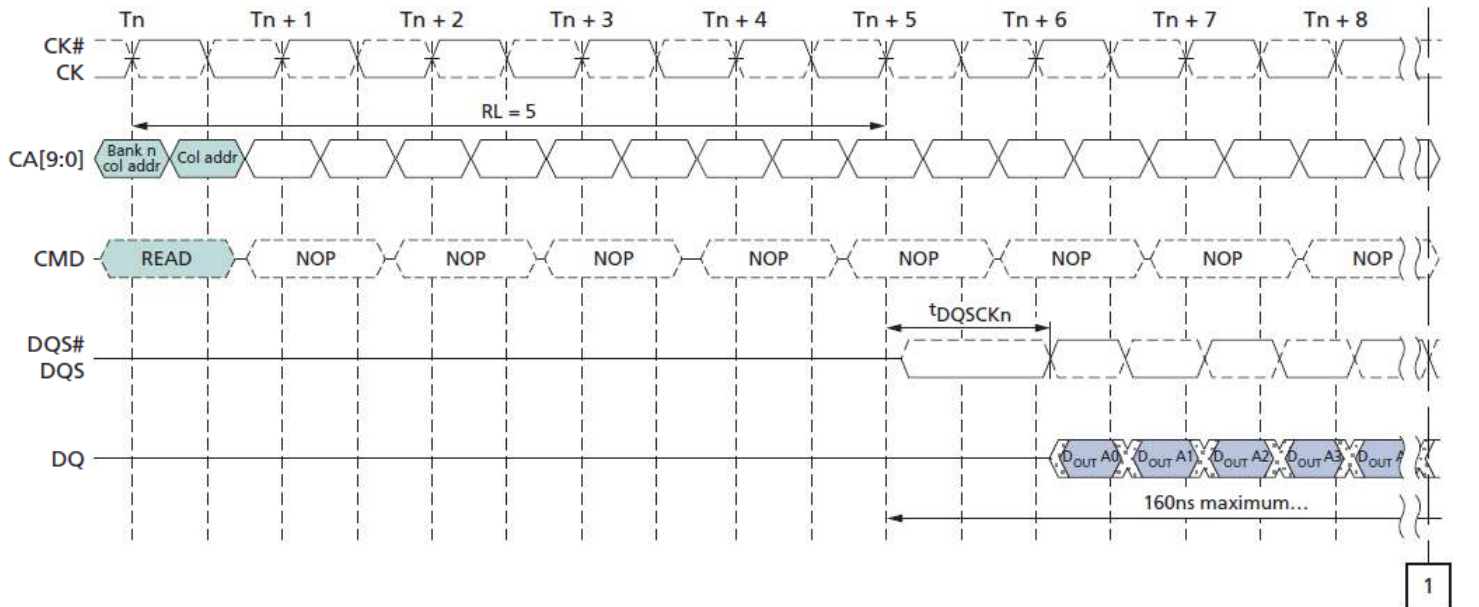 Tn Tn + 1 Tn + 2 Tn + 3 Tn + 4 Tn + 5 Tn + 6 Tn + 7 Tn + 8
CK#
CK
RL = 5
CA[9:0] Bank n col addr Col addr
CMD READ NOP NOP NOP NOP NOP NOP NOP NOP
tDQSCKn
DQS#
DQS
DQ DOUT A0 DOUT A1 DOUT A2 DOUT A3 DOUT
160ns maximum...
1